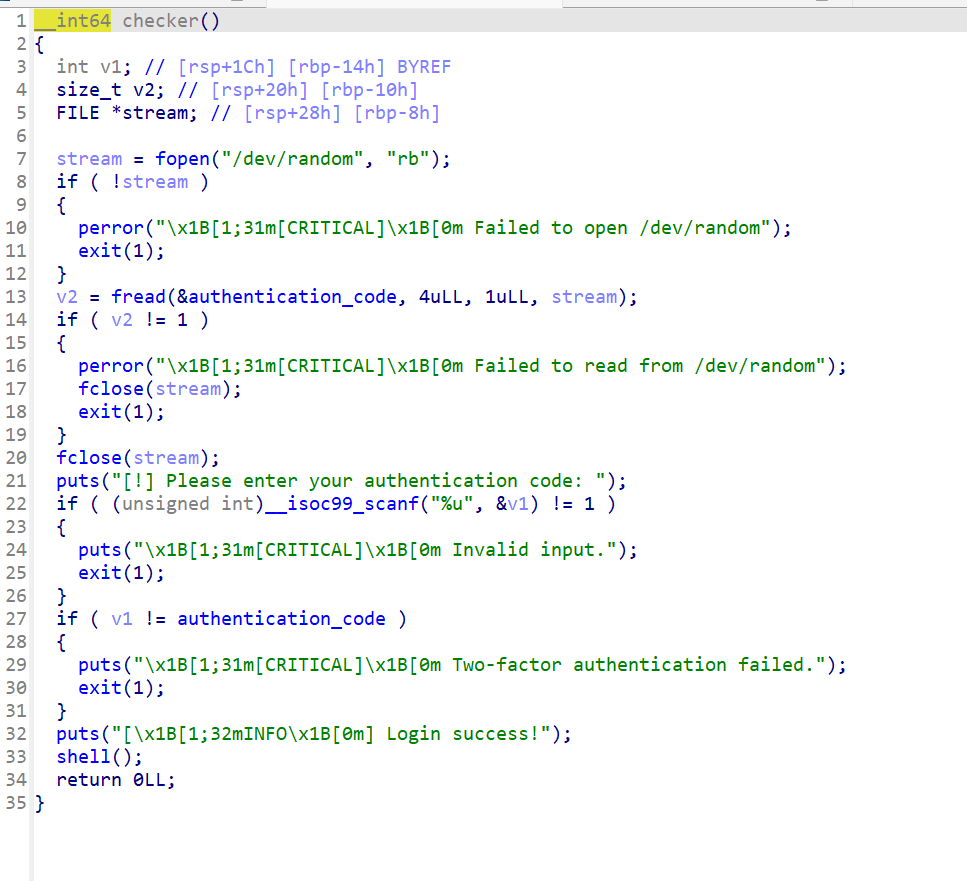 1 __int64 checker()
2 {
3 int v1; // [rsp+1Ch] [rbp-14h] BYREF
4 size_t v2; // [rsp+20h] [rbp-10h]
5 FILE *stream; // [rsp+28h] [rbp-8h]
6
7 stream = fopen("/dev/random", "rb");
8 if ( !stream )
9 {
10 perror("\x1B[1;31m[CRITICAL]\x1B[0m Failed to open /dev/random");
11 exit(1);
12 }
13 v2 = fread(&authentication_code, 4uLL, 1uLL, stream);
14 if ( v2 != 1 )
15 {
16 perror("\x1B[1;31m[CRITICAL]\x1B[0m Failed to read from /dev/random");
17 fclose(stream);
18 exit(1);
19 }
20 fclose(stream);
21 puts("[!] Please enter your authentication code: ");
22 if ( (unsigned int)__isoc99_scanf("%u", &v1) != 1 )
23 {
24 puts("\x1B[1;31m[CRITICAL]\x1B[0m Invalid input.");
25 exit(1);
26 }
27 if ( v1 != authentication_code )
28 {
29 puts("\x1B[1;31m[CRITICAL]\x1B[0m Two-factor authentication failed.");
30 exit(1);
31 }
32 puts("[\x1B[1;32mINFO\x1B[0m] Login success!");
33 shell();
34 return 0LL;
35 }